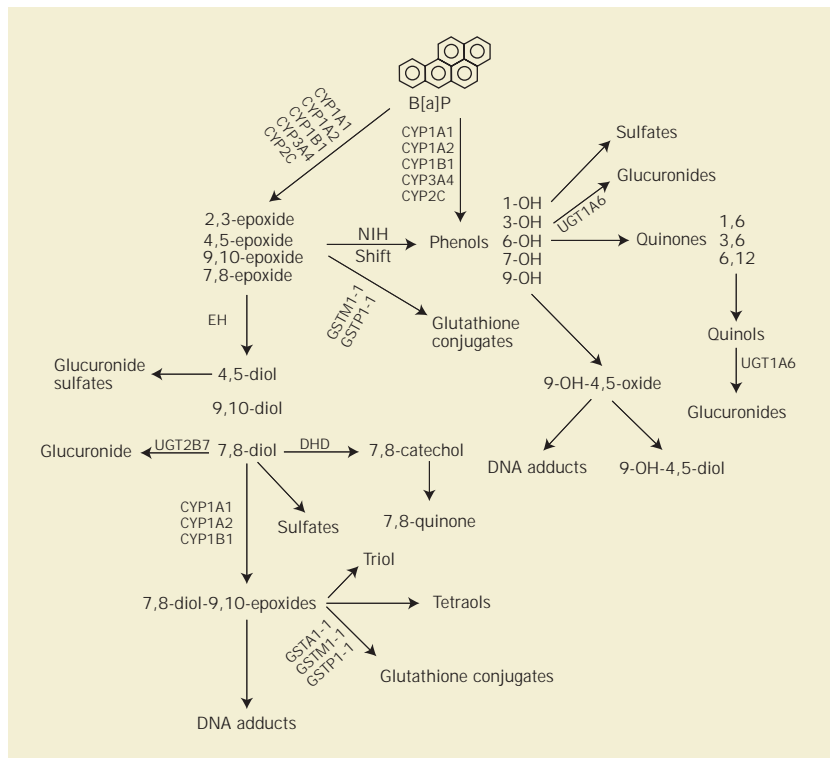 B[a]P
CYP1A1
CYP1A2
CYP1B1
CYP3A4
CYP2C
CYP1A1
CYP1A2
CYP1B1
CYP3A4
CYP2C
Sulfates
Glucuronides
UGT1A6
1-OH
3-OH
6-OH
7-OH
9-OH
2,3-epoxide
4,5-epoxide
9,10-epoxide
7,8-epoxide
NIH
Shift
Phenols
Quinones
1,6
3,6
6,12
GSTM1-1
GSTP1-1
Glutathione
conjugates
EH
Quinols
UGT1A6
Glucuronides
Glucuronide
sulfates
4,5-diol
9,10-diol
9-OH-4,5-oxide
DNA adducts
9-OH-4,5-diol
Glucuronide
UGT2B7
7,8-diol
DHD
7,8-catechol
7,8-quinone
CYP1A1
CYP1A2
CYP1B1
Sulfates
Triol
7,8-diol-9,10-epoxides
Tetraols
GSTA1-1
GSTM1-1
GSTP1-1
Glutathione conjugates
DNA adducts